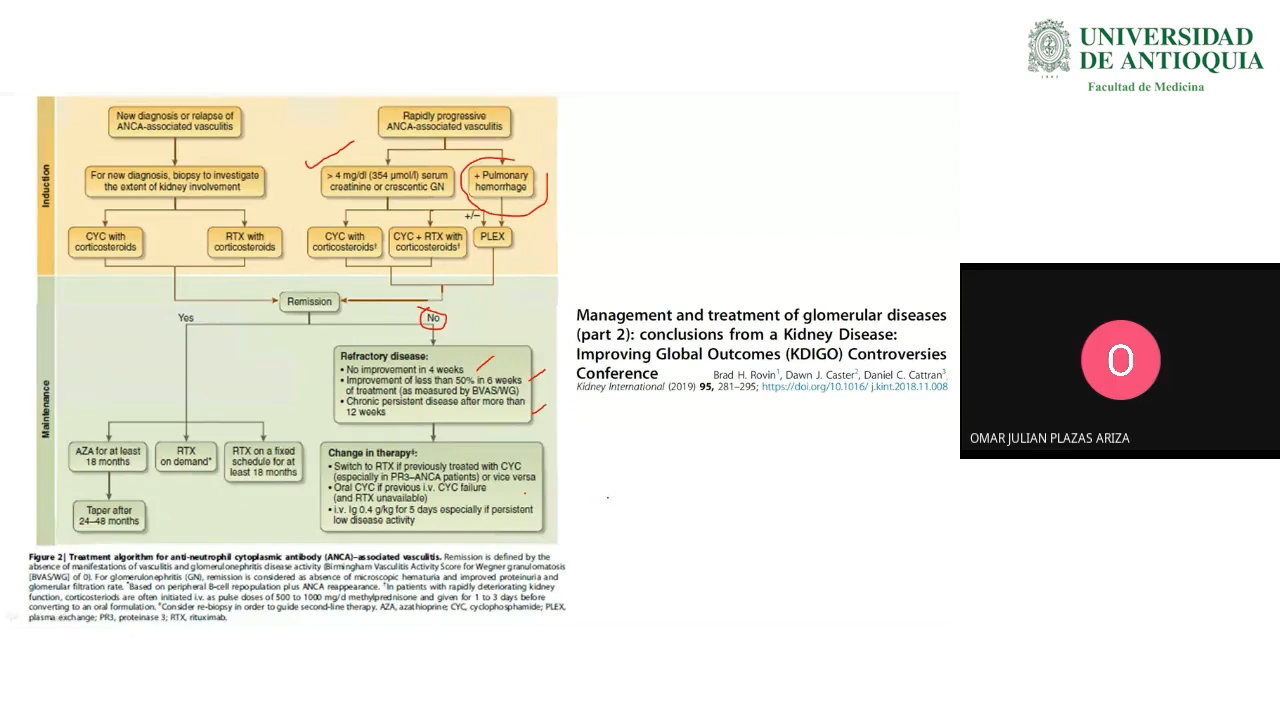 UNIVERSIDAD
DE ANTIOQUIA
1803
Facultad de Medicina
Induction
New diagnosis or relapse of
ANCA-associated vasculitis
Rapidly progressive
ANCA-associated vasculitis
For new diagnosis, biopsy to investigate
the extent of kidney involvement
> 4 mg/dl (354 µmol/l) serum
creatinine or crescentic GN
+ Pulmonary
hemorrhage
+/–
CYC with
corticosteroids
RTX with
corticosteroids
CYC with
corticosteroids†
CYC + RTX with
corticosteroids†
PLEX
Maintenance
Remission
Yes
No
Refractory disease:
• No improvement in 4 weeks
• Improvement of less than 50% in 6 weeks
of treatment (as measured by BVAS/WG)
• Chronic persistent disease after more than
12 weeks
AZA for at least
18 months
RTX
on demand*
RTX on a fixed
schedule for at
least 18 months
Taper after
24–48 months
Change in therapy‡:
• Switch to RTX if previously treated with CYC
(especially in PR3–ANCA patients) or vice versa
• Oral CYC if previous i.v. CYC failure
(and RTX unavailable)
• i.v. Ig 0.4 g/kg for 5 days especially if persistent
low disease activity
Figure 2| Treatment algorithm for anti-neutrophil cytoplasmic antibody (ANCA)–associated vasculitis. Remission is defined by the
absence of manifestations of vasculitis and glomerulonephritis disease activity (Birmingham Vasculitis Activity Score for Wegner granulomatosis
[BVAS/WG] of 0). For glomerulonephritis (GN), remission is considered as absence of microscopic hematuria and improved proteinuria and
glomerular filtration rate. *Based on peripheral B-cell repopulation plus ANCA reappearance. †In patients with rapidly deteriorating kidney
function, corticosteriods are often initiated i.v. as pulse doses of 500 to 1000 mg/d methylprednisone and given for 1 to 3 days before
converting to an oral formulation. ‡Consider re-biopsy in order to guide second-line therapy. AZA, azathioprine; CYC, cyclophosphamide; PLEX,
plasma exchange; PR3, proteinase 3; RTX, rituximab.
Management and treatment of glomerular diseases
(part 2): conclusions from a Kidney Disease:
Improving Global Outcomes (KDIGO) Controversies
Conference Brad H. Rovin1, Dawn J. Caster2, Daniel C. Cattran3,
Kidney International (2019) 95, 281–295; https://doi.org/10.1016/ j.kint.2018.11.008
O
OMAR JULIAN PLAZAS ARIZA